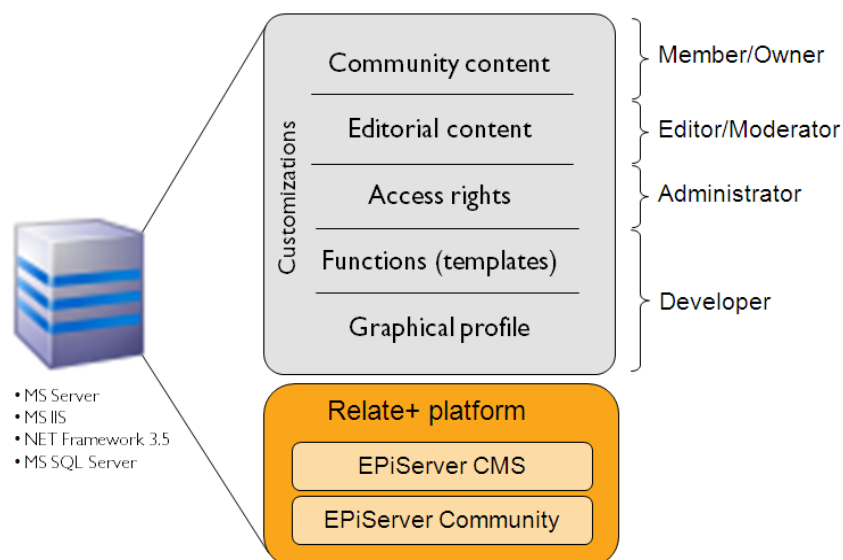 Community content
Member/Owner
Editorial content
Editor/Moderator
Customizations
Access rights
Administrator
Functions (templates)
Developer
Graphical profile
• MS Server
• MS IIS
• NET Framework 3.5
• MS SQL Server
Relate+ platform
EPiServer CMS
EPiServer Community